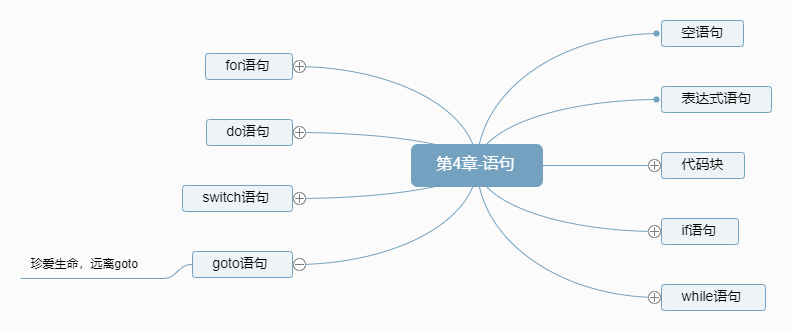 第4章-语句
空语句
表达式语句
代码块
if语句
while语句
for语句
do语句
switch语句
goto语句
珍爱生命，远离goto